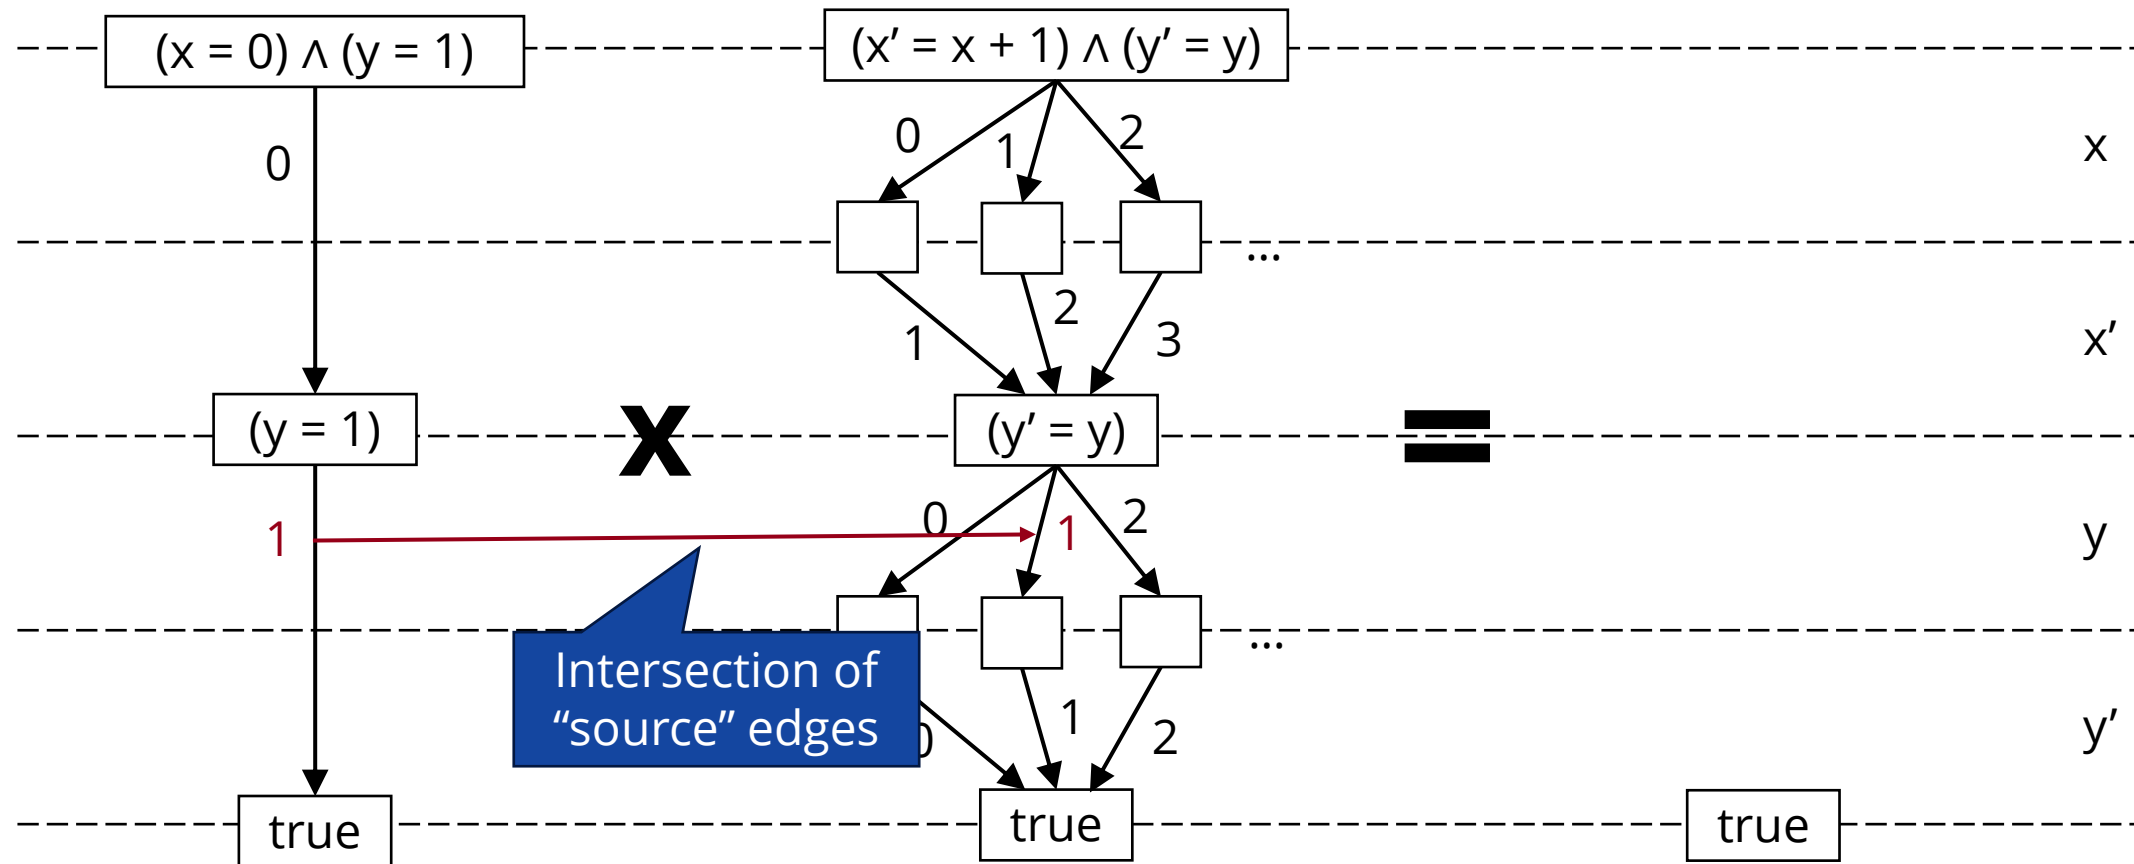 (x = 0) ∧ (y = 1)
(x’ = x + 1) ∧ (y’ = y)
0
0
1
2
x
...
1
2
3
x’
(y = 1)
x
(y’ = y)
=
1
0
1
2
y
...
Intersection of
“source” edges
0
1
2
y’
true
true
true